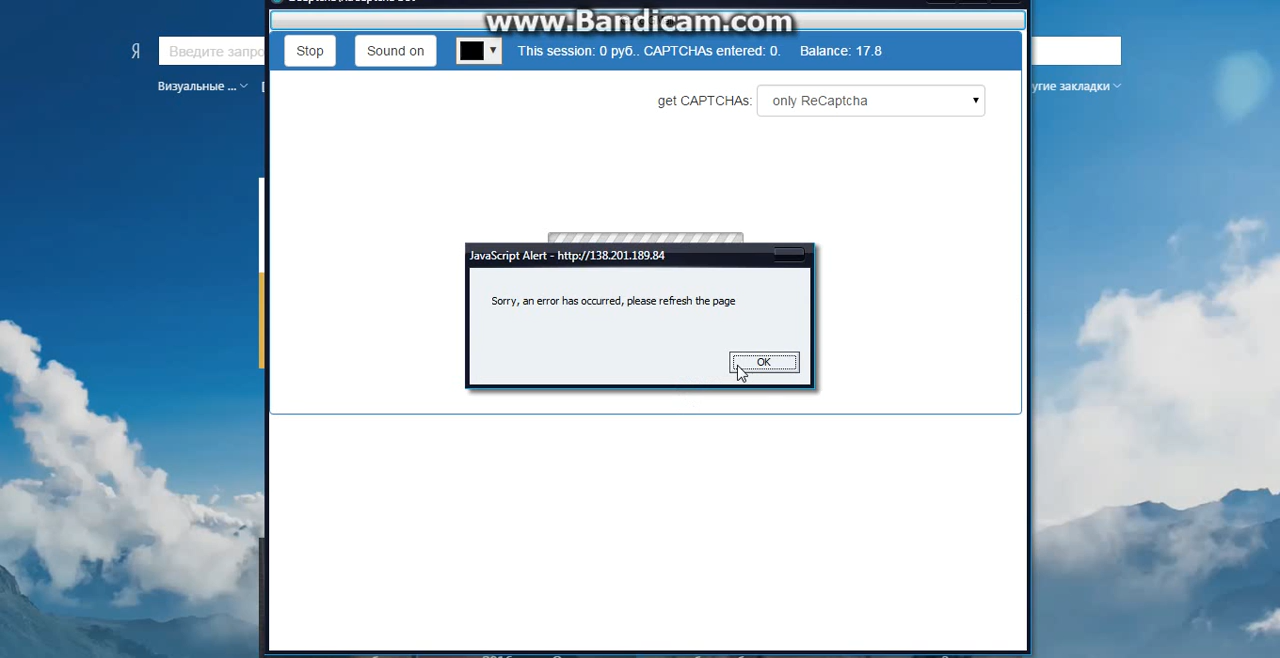 www.Bandicam.com
Я
Введите запро
Stop
Sound on
This session: 0 руб.. CAPTCHAs entered: 0.
Balance: 17.8
Визуальные ...
угие закладки
get CAPTCHAs:
only ReCaptcha
JavaScript Alert - http://138.201.189.84
Sorry, an error has occurred, please refresh the page
OK